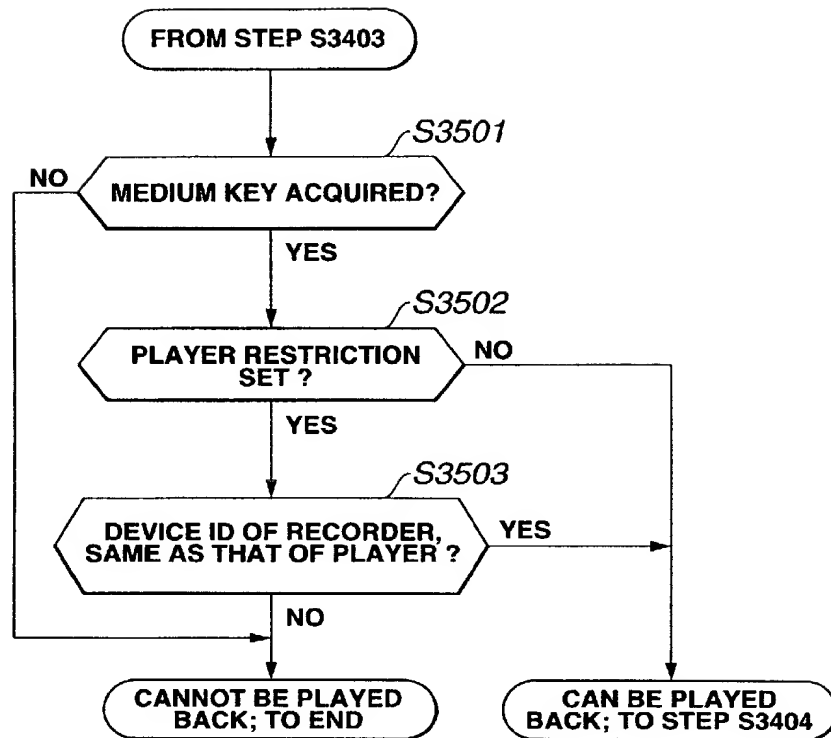 FROM STEP S3403
S3501
NO
MEDIUM KEY ACQUIRED?
YES
S3502
PLAYER RESTRICTION
SET ?
NO
YES
S3503
DEVICE ID OF RECORDER,
SAME AS THAT OF PLAYER ?
YES
NO
CANNOT BE PLAYED
BACK; TO END
CAN BE PLAYED
BACK; TO STEP S3404